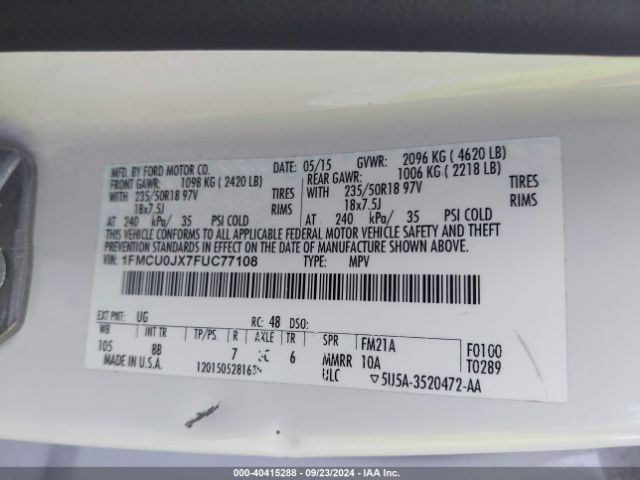 MFD. BY FORD MOTOR CO. DATE: 05/15 GVWR: 2096 KG ( 4620 LB)
FRONT GAWR: 1098 KG ( 2420 LB) REAR GAWR: 1006 KG ( 2218 LB)
WITH 235/50R18 97V TIRES WITH 235/50R18 97V TIRES
18x7.5J RIMS 18x7.5J RIMS
AT 240 kPa/ 35 PSI COLD AT 240 kPa/ 35 PSI COLD
THIS VEHICLE CONFORMS TO ALL APPLICABLE FEDERAL MOTOR VEHICLE SAFETY AND THEFT
PREVENTION STANDARDS IN EFFECT ON THE DATE OF MANUFACTURE SHOWN ABOVE.
VIN: 1FMCU0JX7FUC77108 TYPE: MPV
EXT PNT: UG RC: 48 DSO:
WB INT TR TP/PS R AXLE TR SPR FM21A F0100
105 8B 7 6 MMRR 10A T0289
MADE IN U.S.A. ULC ▽5U5A-3520472-AA
000-40415288 - 09/23/2024 - IAA Inc.